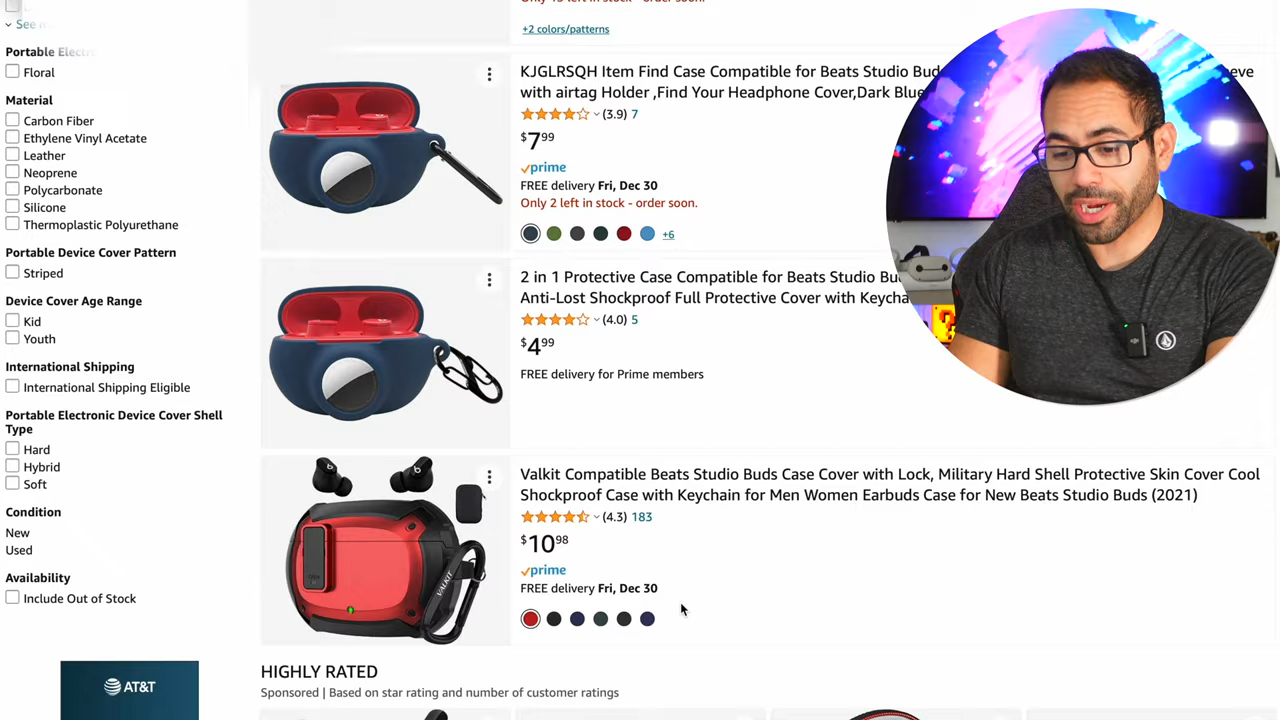 See
Portable Electr
Floral
Material
Carbon Fiber
Ethylene Vinyl Acetate
Leather
Neoprene
Polycarbonate
Silicone
Thermoplastic Polyurethane
Portable Device Cover Pattern
Striped
Device Cover Age Range
Kid
Youth
International Shipping
International Shipping Eligible
Portable Electronic Device Cover Shell
Type
Hard
Hybrid
Soft
Condition
New
Used
Availability
Include Out of Stock
AT&T
+2 colors/patterns
KJGLRSQH Item Find Case Compatible for Beats Studio Bud eve
with airtag Holder ,Find Your Headphone Cover,Dark Blue
(3.9) 7
$7 99
prime
FREE delivery Fri, Dec 30
Only 2 left in stock - order soon.
+6
2 in 1 Protective Case Compatible for Beats Studio Bu
Anti-Lost Shockproof Full Protective Cover with Keycha
(4.0) 5
$4 99
FREE delivery for Prime members
VALKIT
Valkit Compatible Beats Studio Buds Case Cover with Lock, Military Hard Shell Protective Skin Cover Cool
Shockproof Case with Keychain for Men Women Earbuds Case for New Beats Studio Buds (2021)
(4.3) 183
$10 98
prime
FREE delivery Fri, Dec 30
HIGHLY RATED
Sponsored | Based on star rating and number of customer ratings